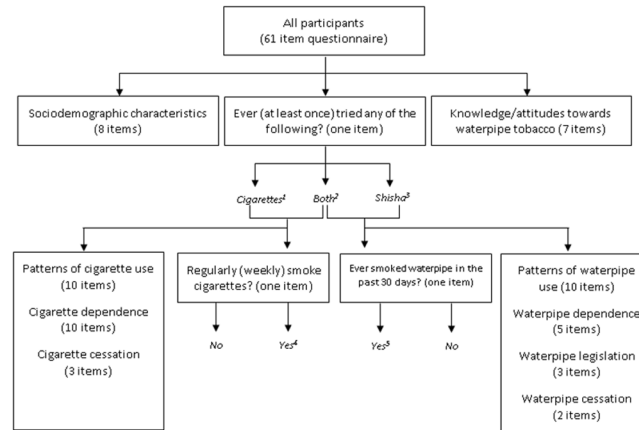 All participants
(61 item questionnaire)
Sociodemographic characteristics
(8 items)
Ever (at least once) tried any of the
following? (one item)
Knowledge/attitudes towards
waterpipe tobacco (7 items)
Cigarettes¹
Both²
Shisha³
Patterns of cigarette use
(10 items)
Cigarette dependence
(10 items)
Cigarette cessation
(3 items)
Regularly (weekly) smoke
cigarettes? (one item)
No
Yes⁴
Ever smoked waterpipe in the
past 30 days? (one item)
Yes⁵
No
Patterns of waterpipe
use (10 items)
Waterpipe dependence
(5 items)
Waterpipe legislation
(3 items)
Waterpipe cessation
(2 items)